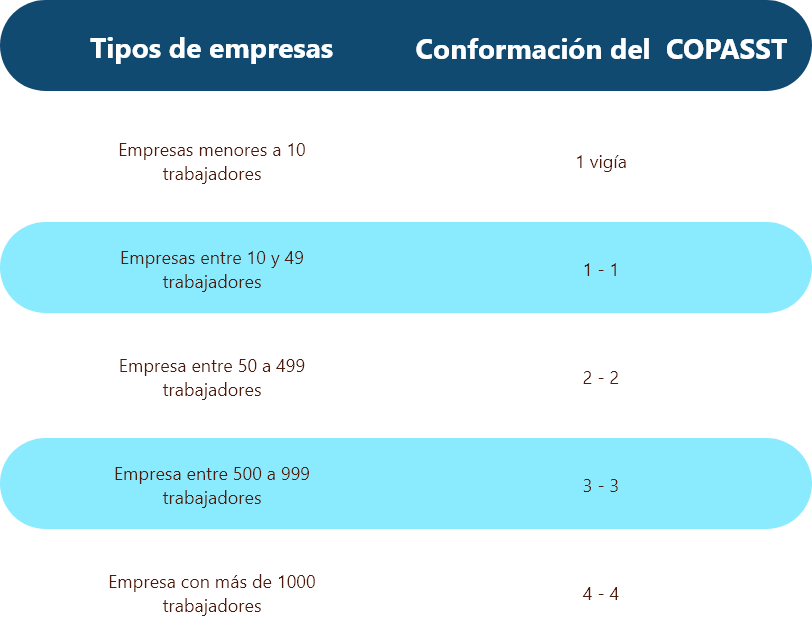 Tipos de empresas
Conformación del  COPASST
Empresas menores a 10
trabajadores
1 vigía
Empresas entre 10 y 49
trabajadores
1 - 1
Empresa entre 50 a 499
trabajadores
2 - 2
Empresa entre 500 a 999
trabajadores
3 - 3
Empresa con más de 1000
trabajadores
4 - 4